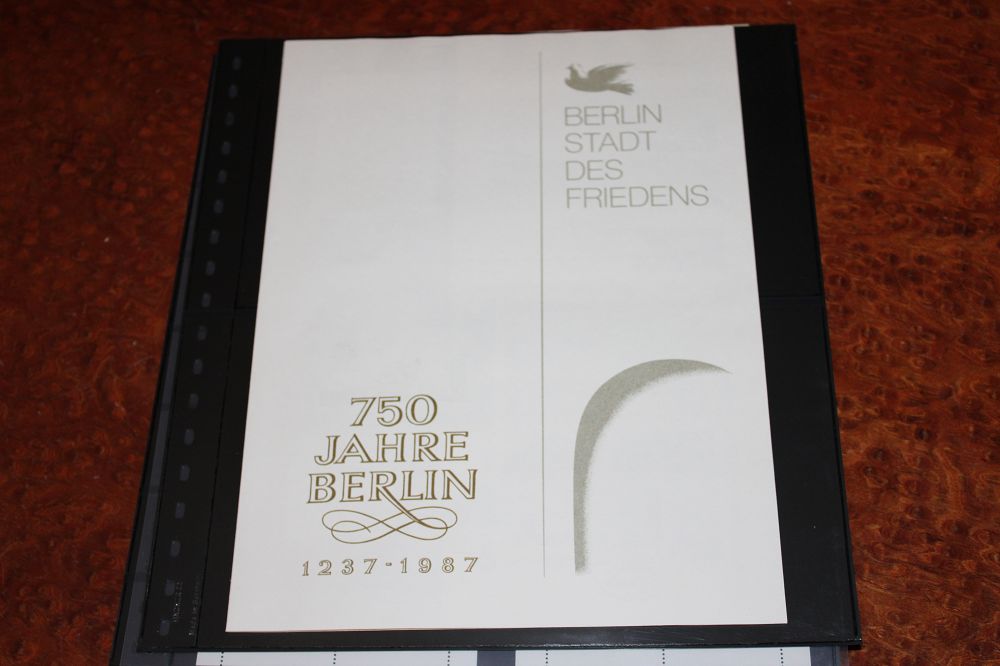 BERLIN
STADT
DES
FRIEDENS
750
JAHRE
BERLIN
1237-1987